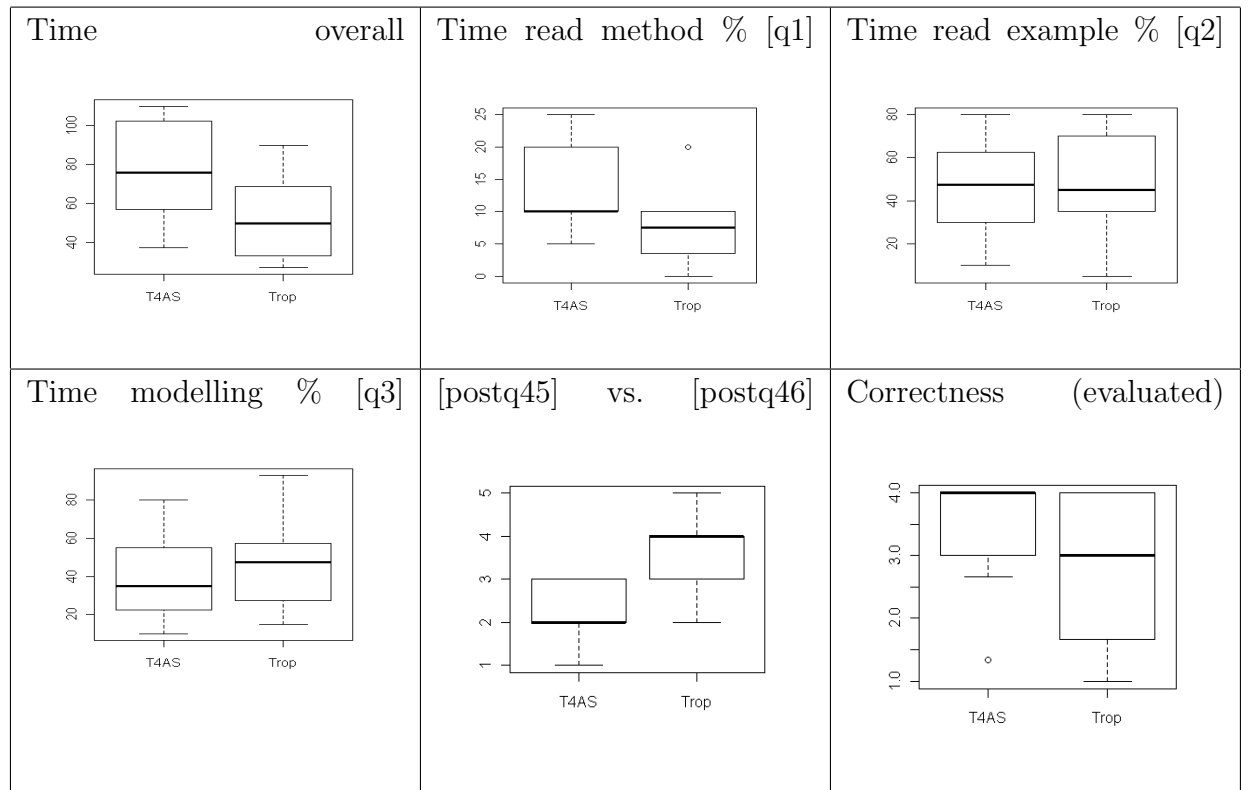 Time overall
Time read method % [q1]
Time read example % [q2]
40 60 80 100
T4AS Trop
0 5 10 15 20 25
T4AS Trop
20 40 60 80
T4AS Trop
Time modelling % [q3]
[postq45] vs. [postq46]
Correctness (evaluated)
20 40 60 80
T4AS Trop
1 2 3 4 5
T4AS Trop
1.0 2.0 3.0 4.0
T4AS Trop